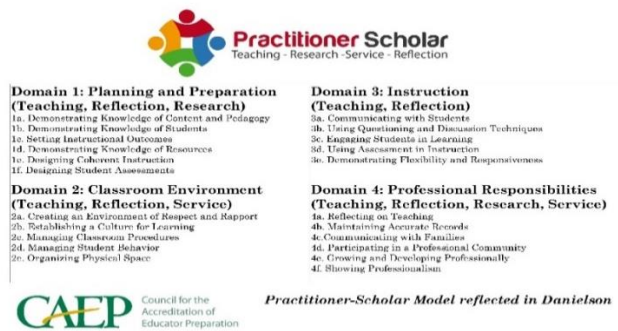 Practitioner Scholar
Teaching - Research -Service - Reflection
Domain 1: Planning and Preparation
(Teaching, Reflection, Research)
1a. Demonstrating Knowledge of Content and Pedagogy
1b. Demonstrating Knowledge of Students
1c. Setting Instructional Outcomes
1d. Demonstrating Knowledge of Resources
1e. Designing Coherent Instruction
1f. Designing Student Assessments
Domain 2: Classroom Environment
(Teaching, Reflection, Service)
2a. Creating an Environment of Respect and Rapport
2b. Establishing a Culture for Learning
2c. Managing Classroom Procedures
2d. Managing Student Behavior
2e. Organizing Physical Space
Domain 3: Instruction
(Teaching, Reflection)
3a. Communicating with Students
3b. Using Questioning and Discussion Techniques
3c. Engaging Students in Learning
3d. Using Assessment in Instruction
3e. Demonstrating Flexibility and Responsiveness
Domain 4: Professional Responsibilities
(Teaching, Reflection, Research, Service)
4a. Reflecting on Teaching
4b. Maintaining Accurate Records
4c.Communicating with Families
4d. Participating in a Professional Community
4e. Growing and Developing Professionally
4f. Showing Professionalism
CAEP
Council for the
Accreditation of
Educator Preparation
Practitioner-Scholar Model reflected in Danielson